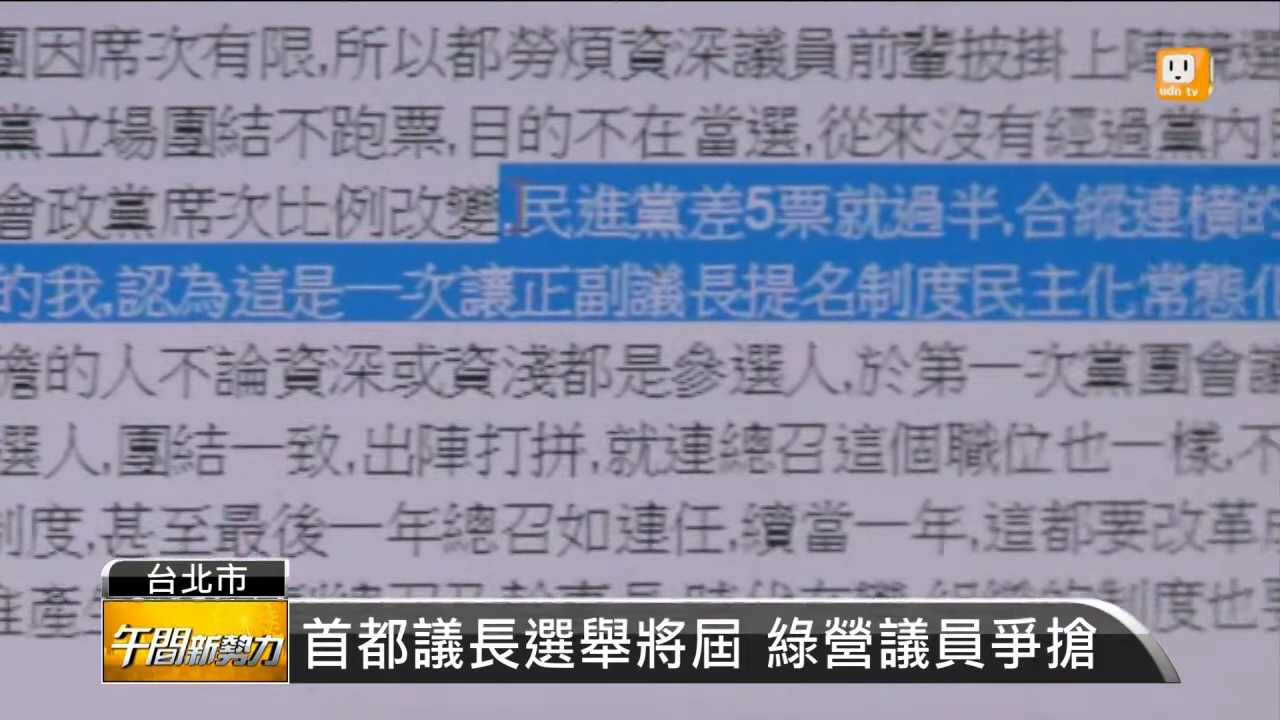 團因席次有限,所以都勞煩資深議員前輩披掛上陣競選
udn tv
黨立場團結不跑票,目的不在當選,從來沒有經過黨內
會政黨席次比例改變,民進黨差5票就過半,合縱連橫的
的我,認為這是一次讓正副議長提名制度民主化常態化
擔的人不論資深或資淺都是參選人,於第一次黨團會議
選人,團結一致,出陣打拼,就連總召這個職位也一樣,不
制度,甚至最後一年總召如連任,續當一年,這都要改革
制度也
台北市
午間新勢力
首都議長選舉將屆 綠營議員爭搶